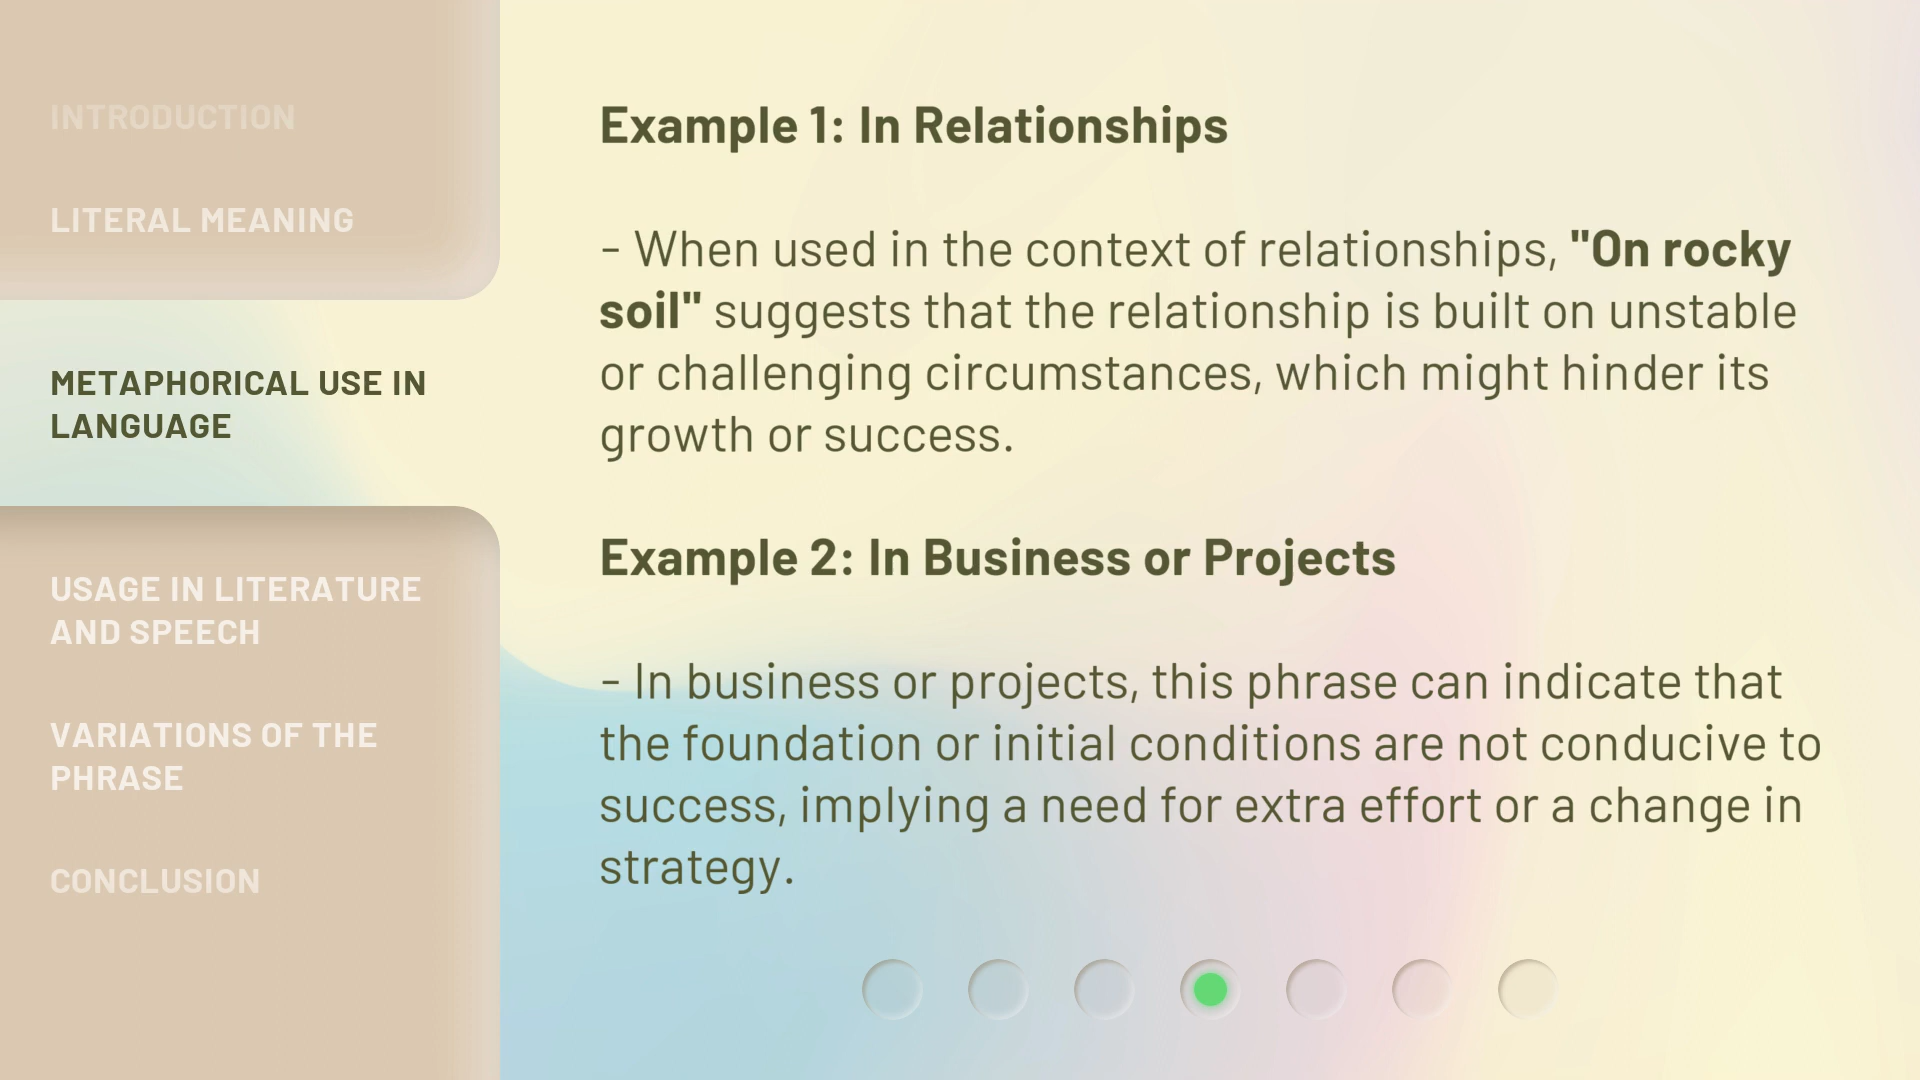 INTRODUCTION
LITERAL MEANING
METAPHORICAL USE IN
LANGUAGE
USAGE IN LITERATURE
AND SPEECH
VARIATIONS OF THE
PHRASE
CONCLUSION
Example 1: In Relationships
- When used in the context of relationships, "On rocky
soil" suggests that the relationship is built on unstable
or challenging circumstances, which might hinder its
growth or success.
Example 2: In Business or Projects
- In business or projects, this phrase can indicate that
the foundation or initial conditions are not conducive to
success, implying a need for extra effort or a change in
strategy.